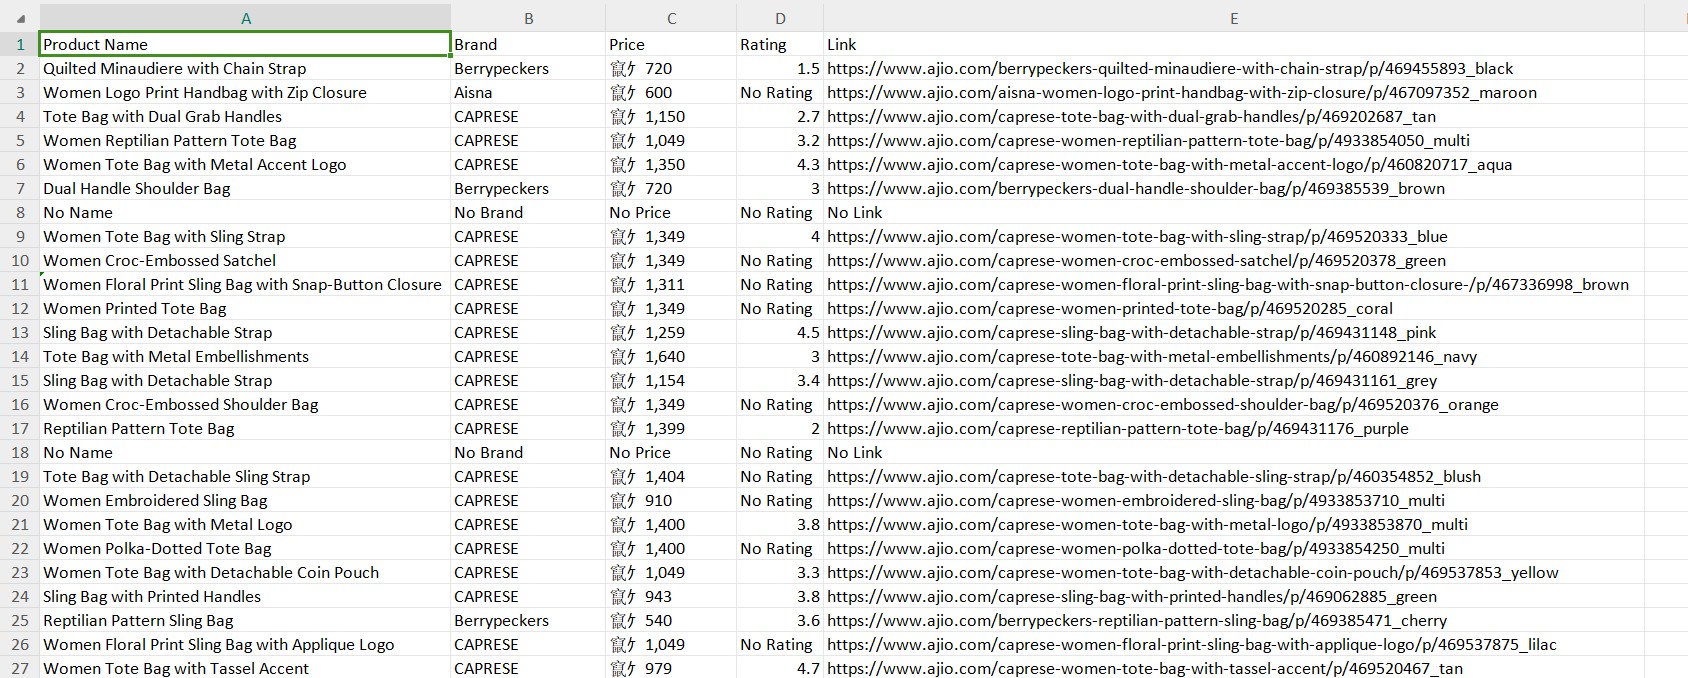 A B C D E
1 Product Name Brand Price Rating Link
2 Quilted Minaudiere with Chain Strap Berrypeckers 窶ケ 720 1.5 https://www.ajio.com/berrypeckers-quilted-minaudiere-with-chain-strap/p/469455893_black
3 Women Logo Print Handbag with Zip Closure Aisna 窶ケ 600 No Rating https://www.ajio.com/aisna-women-logo-print-handbag-with-zip-closure/p/467097352_maroon
4 Tote Bag with Dual Grab Handles CAPRESE 窶ケ 1,150 2.7 https://www.ajio.com/caprese-tote-bag-with-dual-grab-handles/p/469202687_tan
5 Women Reptilian Pattern Tote Bag CAPRESE 窶ケ 1,049 3.2 https://www.ajio.com/caprese-women-reptilian-pattern-tote-bag/p/4933854050_multi
6 Women Tote Bag with Metal Accent Logo CAPRESE 窶ケ 1,350 4.3 https://www.ajio.com/caprese-women-tote-bag-with-metal-accent-logo/p/460820717_aqua
7 Dual Handle Shoulder Bag Berrypeckers 窶ケ 720 3 https://www.ajio.com/berrypeckers-dual-handle-shoulder-bag/p/469385539_brown
8 No Name No Brand No Price No Rating No Link
9 Women Tote Bag with Sling Strap CAPRESE 窶ケ 1,349 4 https://www.ajio.com/caprese-women-tote-bag-with-sling-strap/p/469520333_blue
10 Women Croc-Embossed Satchel CAPRESE 窶ケ 1,349 No Rating https://www.ajio.com/caprese-women-croc-embossed-satchel/p/469520378_green
11 Women Floral Print Sling Bag with Snap-Button Closure CAPRESE 窶ケ 1,311 No Rating https://www.ajio.com/caprese-women-floral-print-sling-bag-with-snap-button-closure-/p/467336998_brown
12 Women Printed Tote Bag CAPRESE 窶ケ 1,349 No Rating https://www.ajio.com/caprese-women-printed-tote-bag/p/469520285_coral
13 Sling Bag with Detachable Strap CAPRESE 窶ケ 1,259 4.5 https://www.ajio.com/caprese-sling-bag-with-detachable-strap/p/469431148_pink
14 Tote Bag with Metal Embellishments CAPRESE 窶ケ 1,640 3 https://www.ajio.com/caprese-tote-bag-with-metal-embellishments/p/460892146_navy
15 Sling Bag with Detachable Strap CAPRESE 窶ケ 1,154 3.4 https://www.ajio.com/caprese-sling-bag-with-detachable-strap/p/469431161_grey
16 Women Croc-Embossed Shoulder Bag CAPRESE 窶ケ 1,349 No Rating https://www.ajio.com/caprese-women-croc-embossed-shoulder-bag/p/469520376_orange
17 Reptilian Pattern Tote Bag CAPRESE 窶ケ 1,399 2 https://www.ajio.com/caprese-reptilian-pattern-tote-bag/p/469431176_purple
18 No Name No Brand No Price No Rating No Link
19 Tote Bag with Detachable Sling Strap CAPRESE 窶ケ 1,404 No Rating https://www.ajio.com/caprese-tote-bag-with-detachable-sling-strap/p/460354852_blush
20 Women Embroidered Sling Bag CAPRESE 窶ケ 910 No Rating https://www.ajio.com/caprese-women-embroidered-sling-bag/p/4933853710_multi
21 Women Tote Bag with Metal Logo CAPRESE 窶ケ 1,400 3.8 https://www.ajio.com/caprese-women-tote-bag-with-metal-logo/p/4933853870_multi
22 Women Polka-Dotted Tote Bag CAPRESE 窶ケ 1,400 No Rating https://www.ajio.com/caprese-women-polka-dotted-tote-bag/p/4933854250_multi
23 Women Tote Bag with Detachable Coin Pouch CAPRESE 窶ケ 1,049 3.3 https://www.ajio.com/caprese-women-tote-bag-with-detachable-coin-pouch/p/469537853_yellow
24 Sling Bag with Printed Handles CAPRESE 窶ケ 943 3.8 https://www.ajio.com/caprese-sling-bag-with-printed-handles/p/469062885_green
25 Reptilian Pattern Sling Bag Berrypeckers 窶ケ 540 3.6 https://www.ajio.com/berrypeckers-reptilian-pattern-sling-bag/p/469385471_cherry
26 Women Floral Print Sling Bag with Applique Logo CAPRESE 窶ケ 1,049 No Rating https://www.ajio.com/caprese-women-floral-print-sling-bag-with-applique-logo/p/469537875_lilac
27 Women Tote Bag with Tassel Accent CAPRESE 窶ケ 979 4.7 https://www.ajio.com/caprese-women-tote-bag-with-tassel-accent/p/469520467_tan